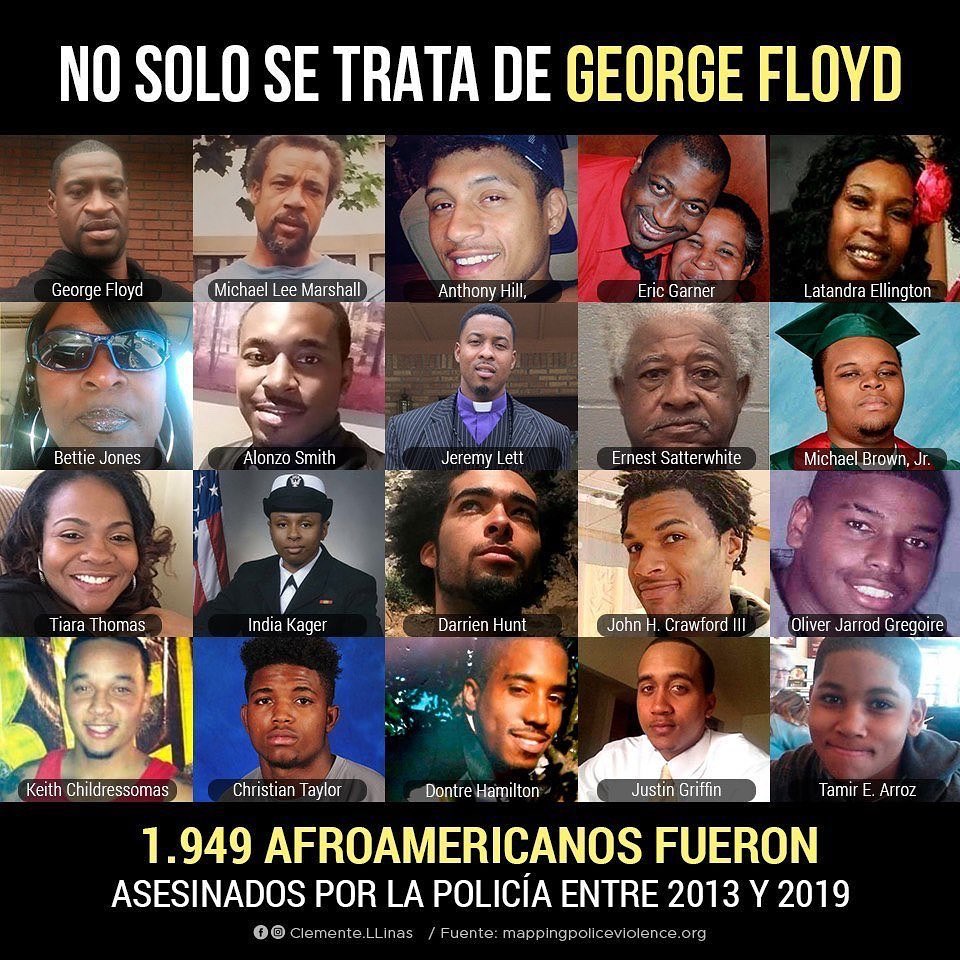 NO SOLO SE TRATA DE GEORGE FLOYD
George Floyd
Michael Lee Marshall
Anthony Hill,
Eric Garner
Latandra Ellington
Bettie Jones
Alonzo Smith
Jeremy Lett
Ernest Satterwhite
Michael Brown, Jr.
Tiara Thomas
India Kager
Darrien Hunt
John H. Crawford III
Oliver Jarrod Gregoire
Keith Childressomas
Christian Taylor
Dontre Hamilton
Justin Griffin
Tamir E. Arroz
1.949 AFROAMERICANOS FUERON
ASESINADOS POR LA POLICÍA ENTRE 2013 Y 2019
Clemente.LLinas / Fuente: mappingpoliceviolence.org